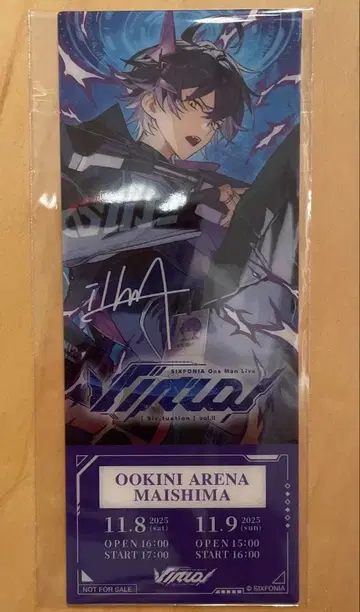 SIXFONIA One Man Live
[ Six.tuation ] vol.II
OOKINI ARENA
MAISHIMA
11.8 2025 (sat)
11.9 2025 (sun)
OPEN 16:00
OPEN 15:00
START 17:00
START 16:00
NOT FOR SALE
© SIXFONIA